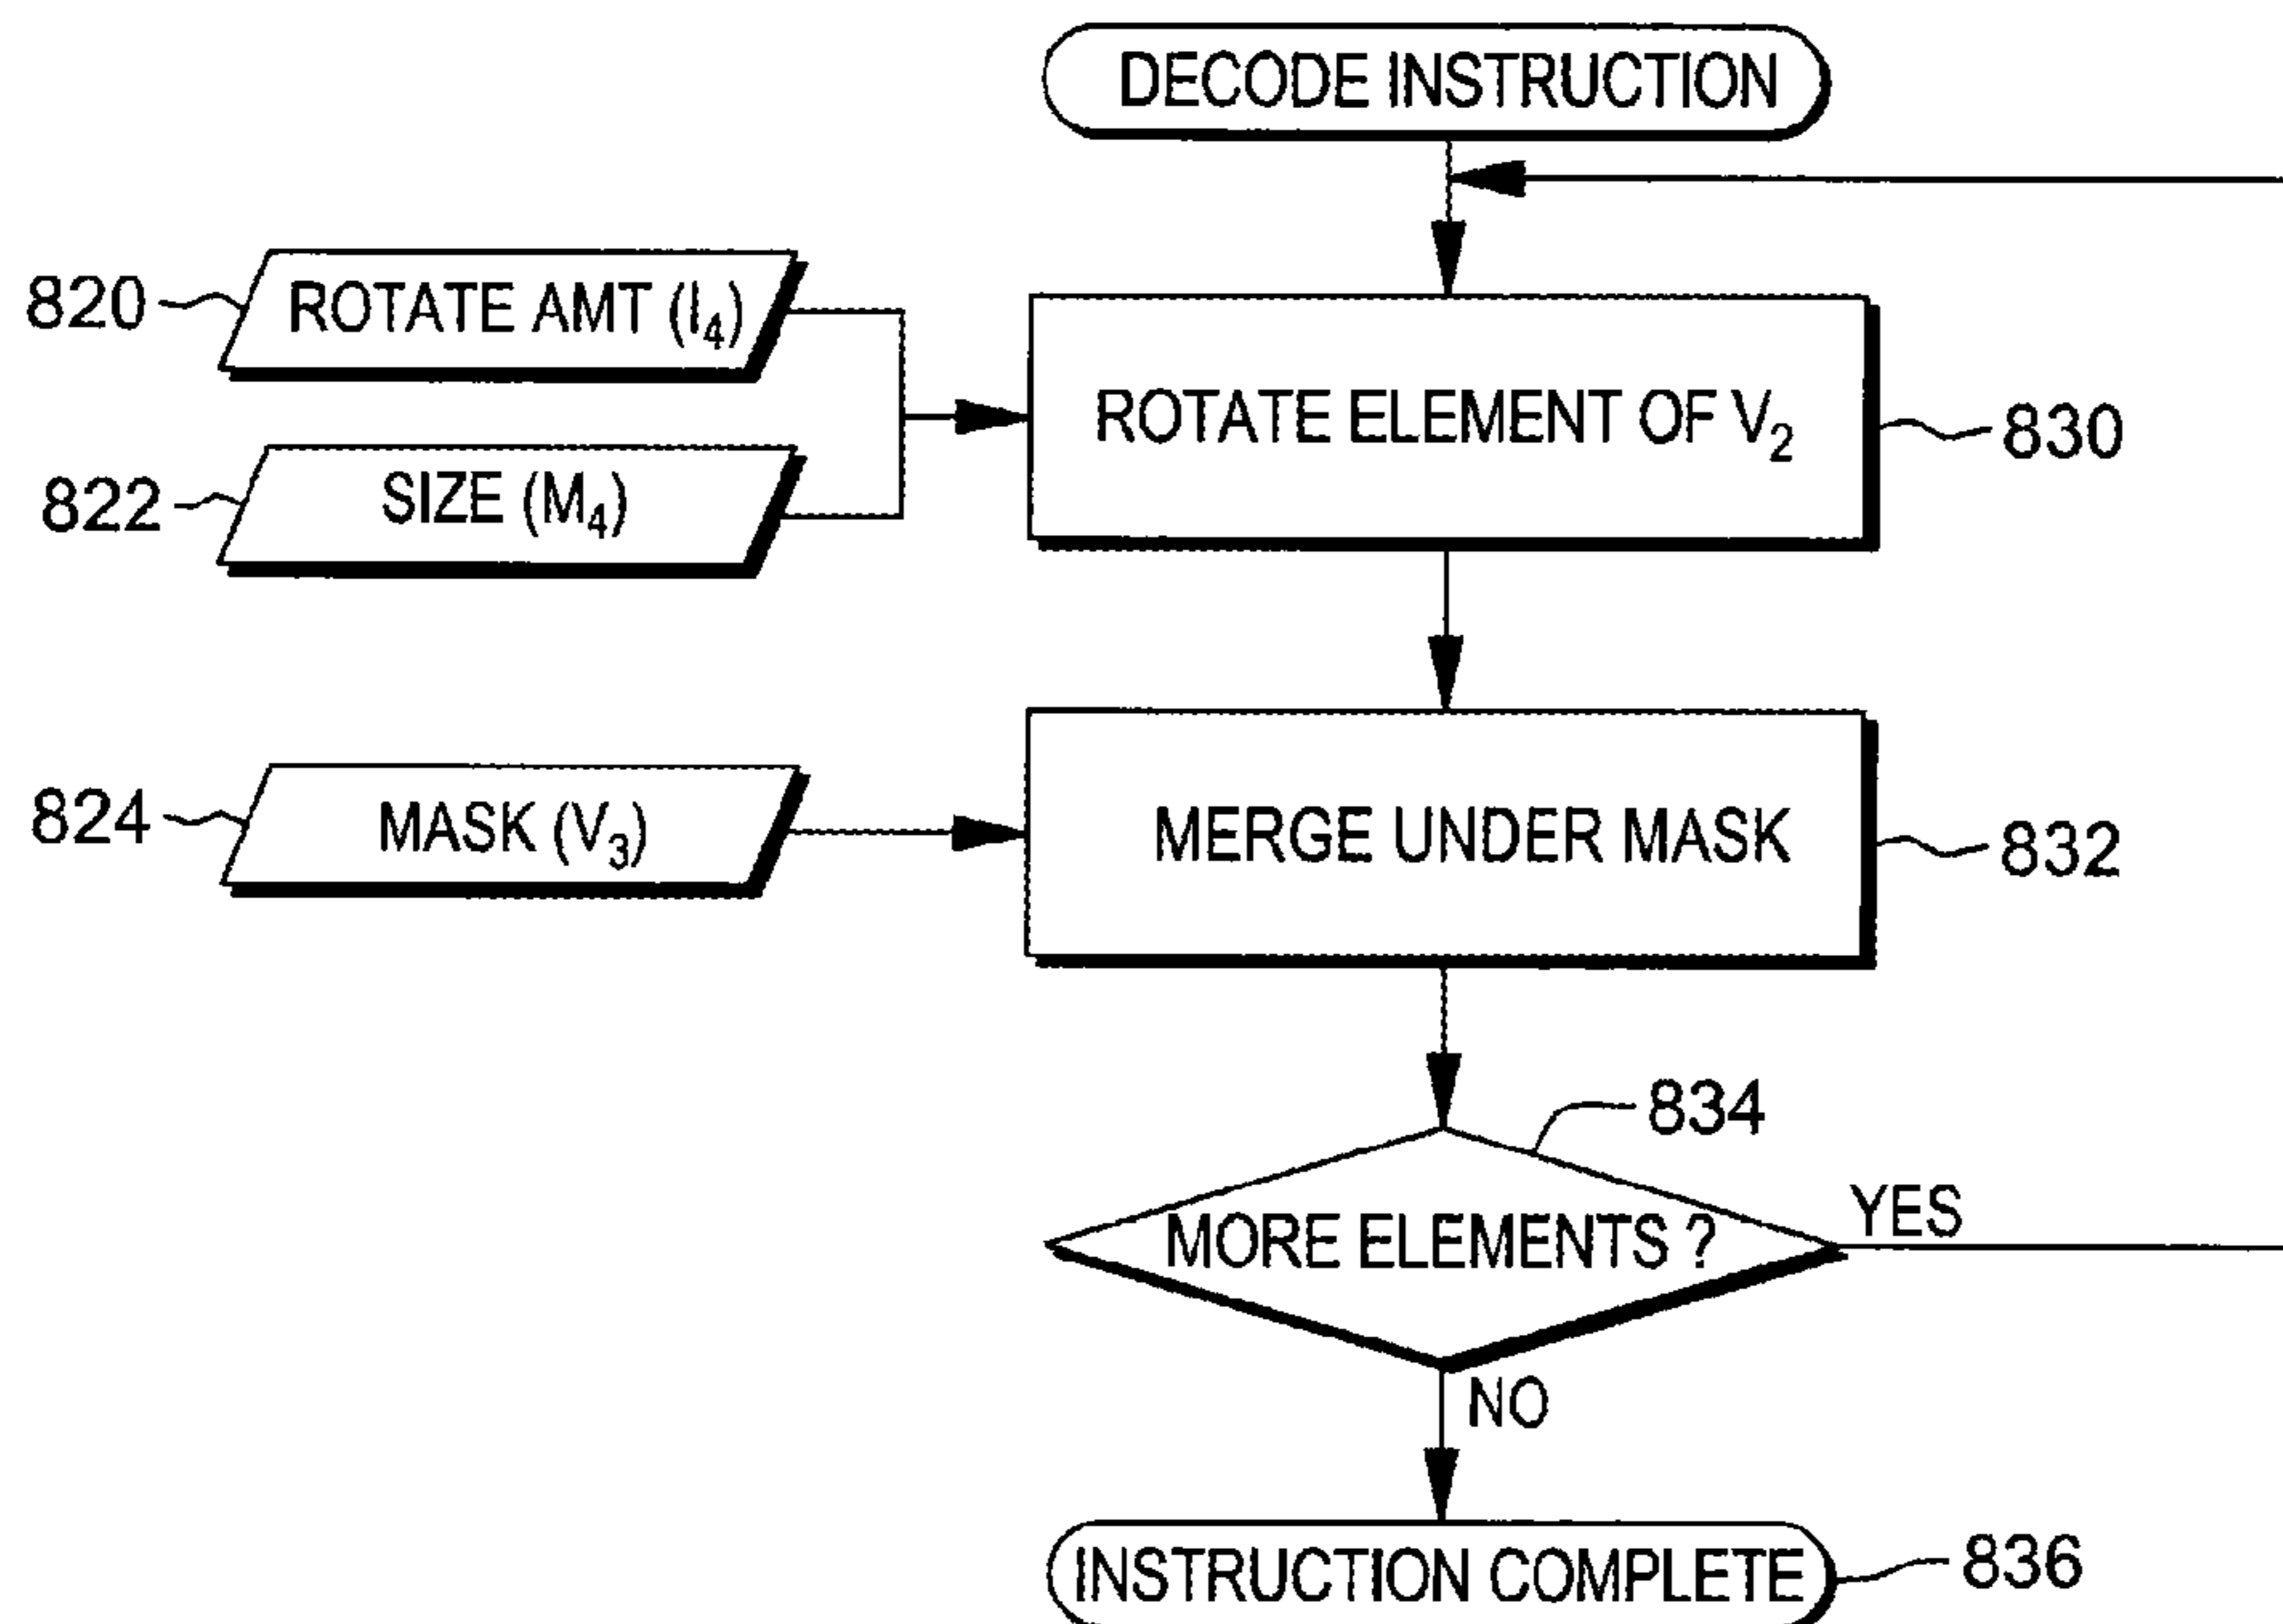 DECODE INSTRUCTION
820 ROTATE AMT (I₄)
ROTATE ELEMENT OF V₂ 830
822 SIZE (M₄)
824 MASK (V₃)
MERGE UNDER MASK 832
834
MORE ELEMENTS ? YES
NO
INSTRUCTION COMPLETE 836